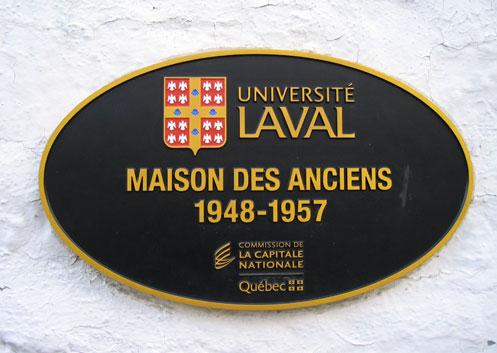 UNIVERSITÉ
LAVAL
MAISON DES ANCIENS
1948-1957
COMMISSION DE
LA CAPITALE
NATIONALE
Québec